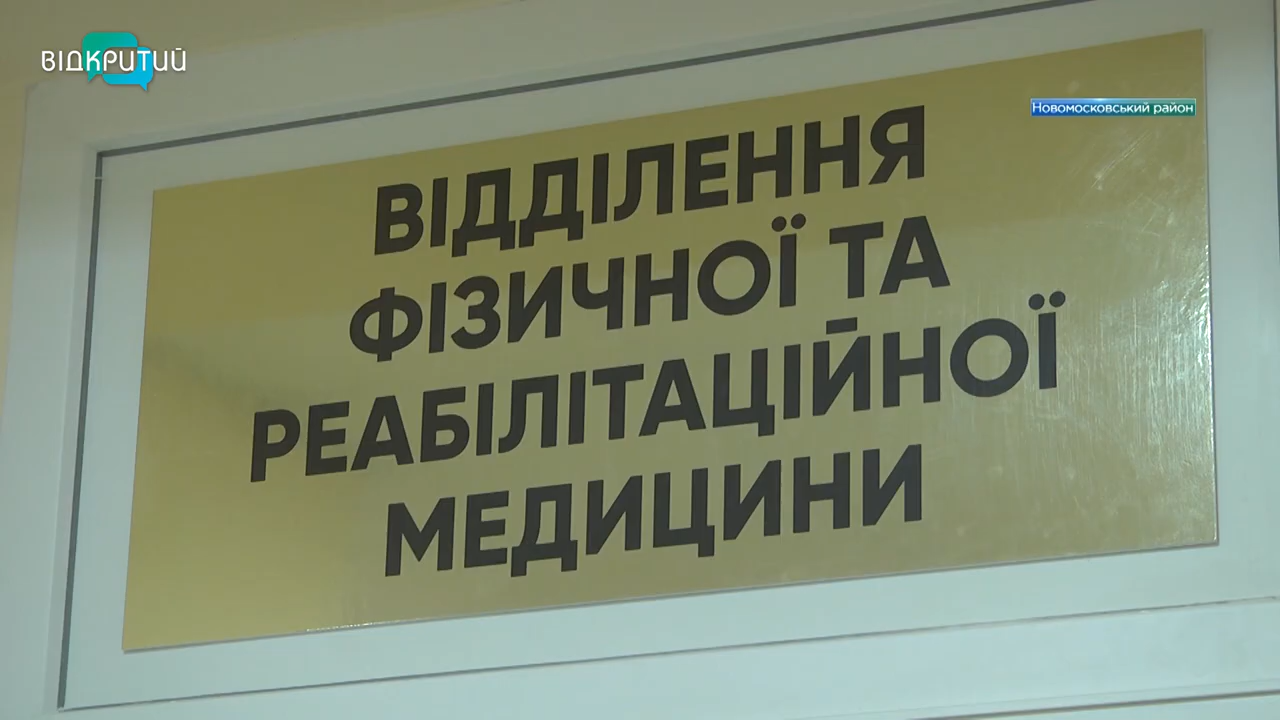 ВІДКРИТИЙ
Новомосковський район
ВІДДІЛЕННЯ
ФІЗИЧНОЇ ТА
РЕАБІЛІТАЦІЙНОЇ
МЕДИЦИНИ